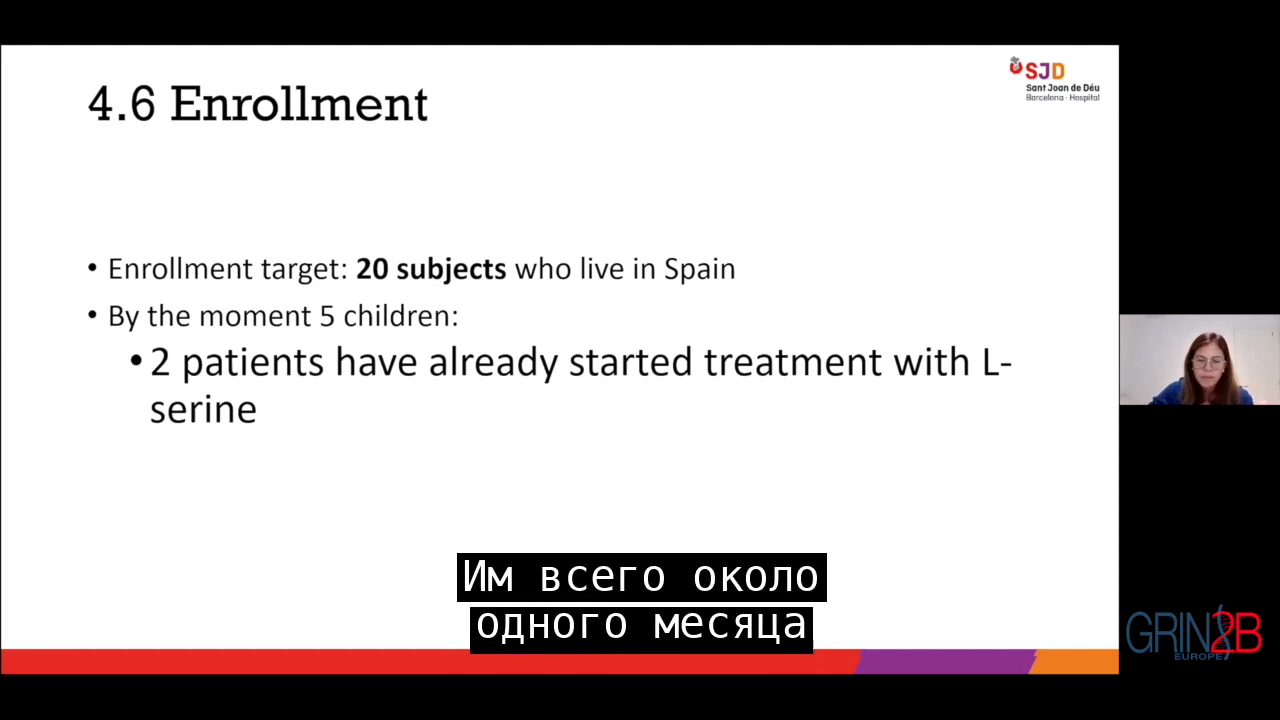 4.6 Enrollment
SJD
Sant Joan de Déu
Barcelona · Hospital
• Enrollment target: 20 subjects who live in Spain
• By the moment 5 children:
• 2 patients have already started treatment with L-
serine
Им всего около
одного месяца
GRIN2B
EUROPE